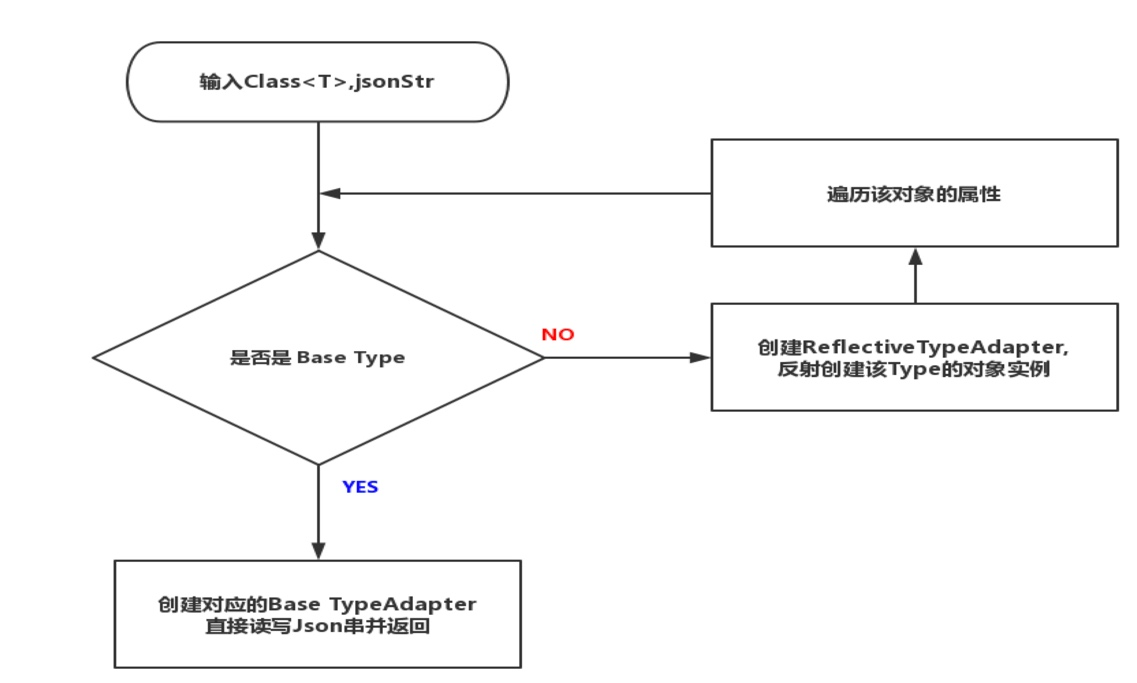 输入Class<T>,jsonStr
遍历该对象的属性
是否是 Base Type
NO
创建ReflectiveTypeAdapter,
反射创建该Type的对象实例
YES
创建对应的Base TypeAdapter
直接读写Json串并返回